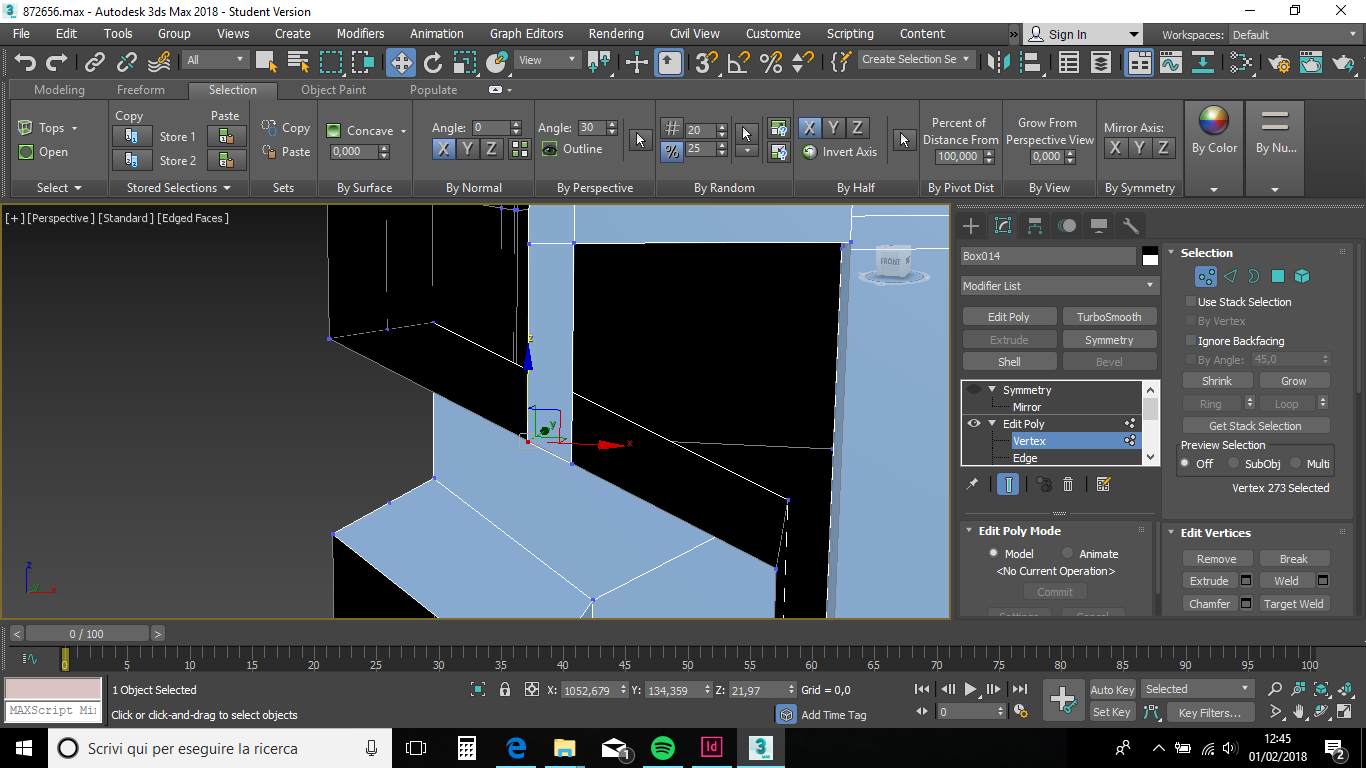 872656.max - Autodesk 3ds Max 2018 - Student Version
File Edit Tools Group Views Create Modifiers Animation Graph Editors Rendering Civil View Customize Scripting Content » Sign In Workspaces: Default
All View 3 Create Selection Se
Modeling Freeform Selection Object Paint Populate
Tops Open Select
Copy Paste
Store 1
Store 2
Stored Selections
Copy
Paste
Sets
Concave
0,000
By Surface
Angle: 0
X Y Z
By Normal
Angle: 30
Outline
By Perspective
# 20
% 25
By Random
X Y Z
Invert Axis
By Half
Percent of
Distance From
100,000
By Pivot Dist
Grow From
Perspective View
0,000
By View
Mirror Axis:
X Y Z
By Symmetry
By Color
By Nu...
[+] [Perspective] [Standard] [Edged Faces]
FRONT
z
y
x
z
y
x
Box014
Modifier List
Edit Poly TurboSmooth
Extrude Symmetry
Shell Bevel
Symmetry
Mirror
Edit Poly
Vertex
Edge
Edit Poly Mode
Model Animate
<No Current Operation>
Commit
Settings Cancel
Selection
Use Stack Selection
By Vertex
Ignore Backfacing
By Angle: 45,0
Shrink Grow
Ring Loop
Get Stack Selection
Preview Selection
Off SubObj Multi
Vertex 273 Selected
Edit Vertices
Remove Break
Extrude Weld
Chamfer Target Weld
< 0 / 100 >
0 5 10 15 20 25 30 35 40 45 50 55 60 65 70 75 80 85 90 95 100
MAXScript Mi
1 Object Selected
Click or click-and-drag to select objects
X: 1052,679 Y: 134,359 Z: 21,97 Grid = 0,0
Add Time Tag
0
Auto Key Selected
Set Key Key Filters...
Scrivi qui per eseguire la ricerca
1
Id
3
MAX
12:45
01/02/2018
2